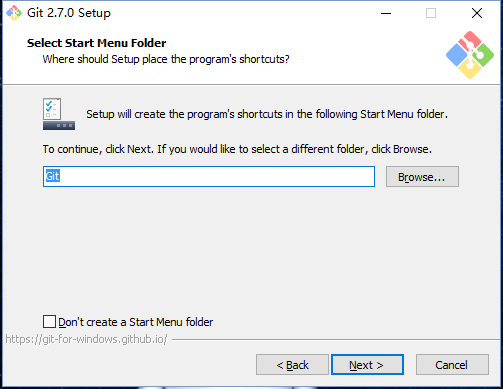 Git 2.7.0 Setup
Select Start Menu Folder
Where should Setup place the program's shortcuts?
Setup will create the program's shortcuts in the following Start Menu folder.
To continue, click Next. If you would like to select a different folder, click Browse.
Git
Browse...
Don't create a Start Menu folder
https://git-for-windows.github.io/
< Back
Next >
Cancel